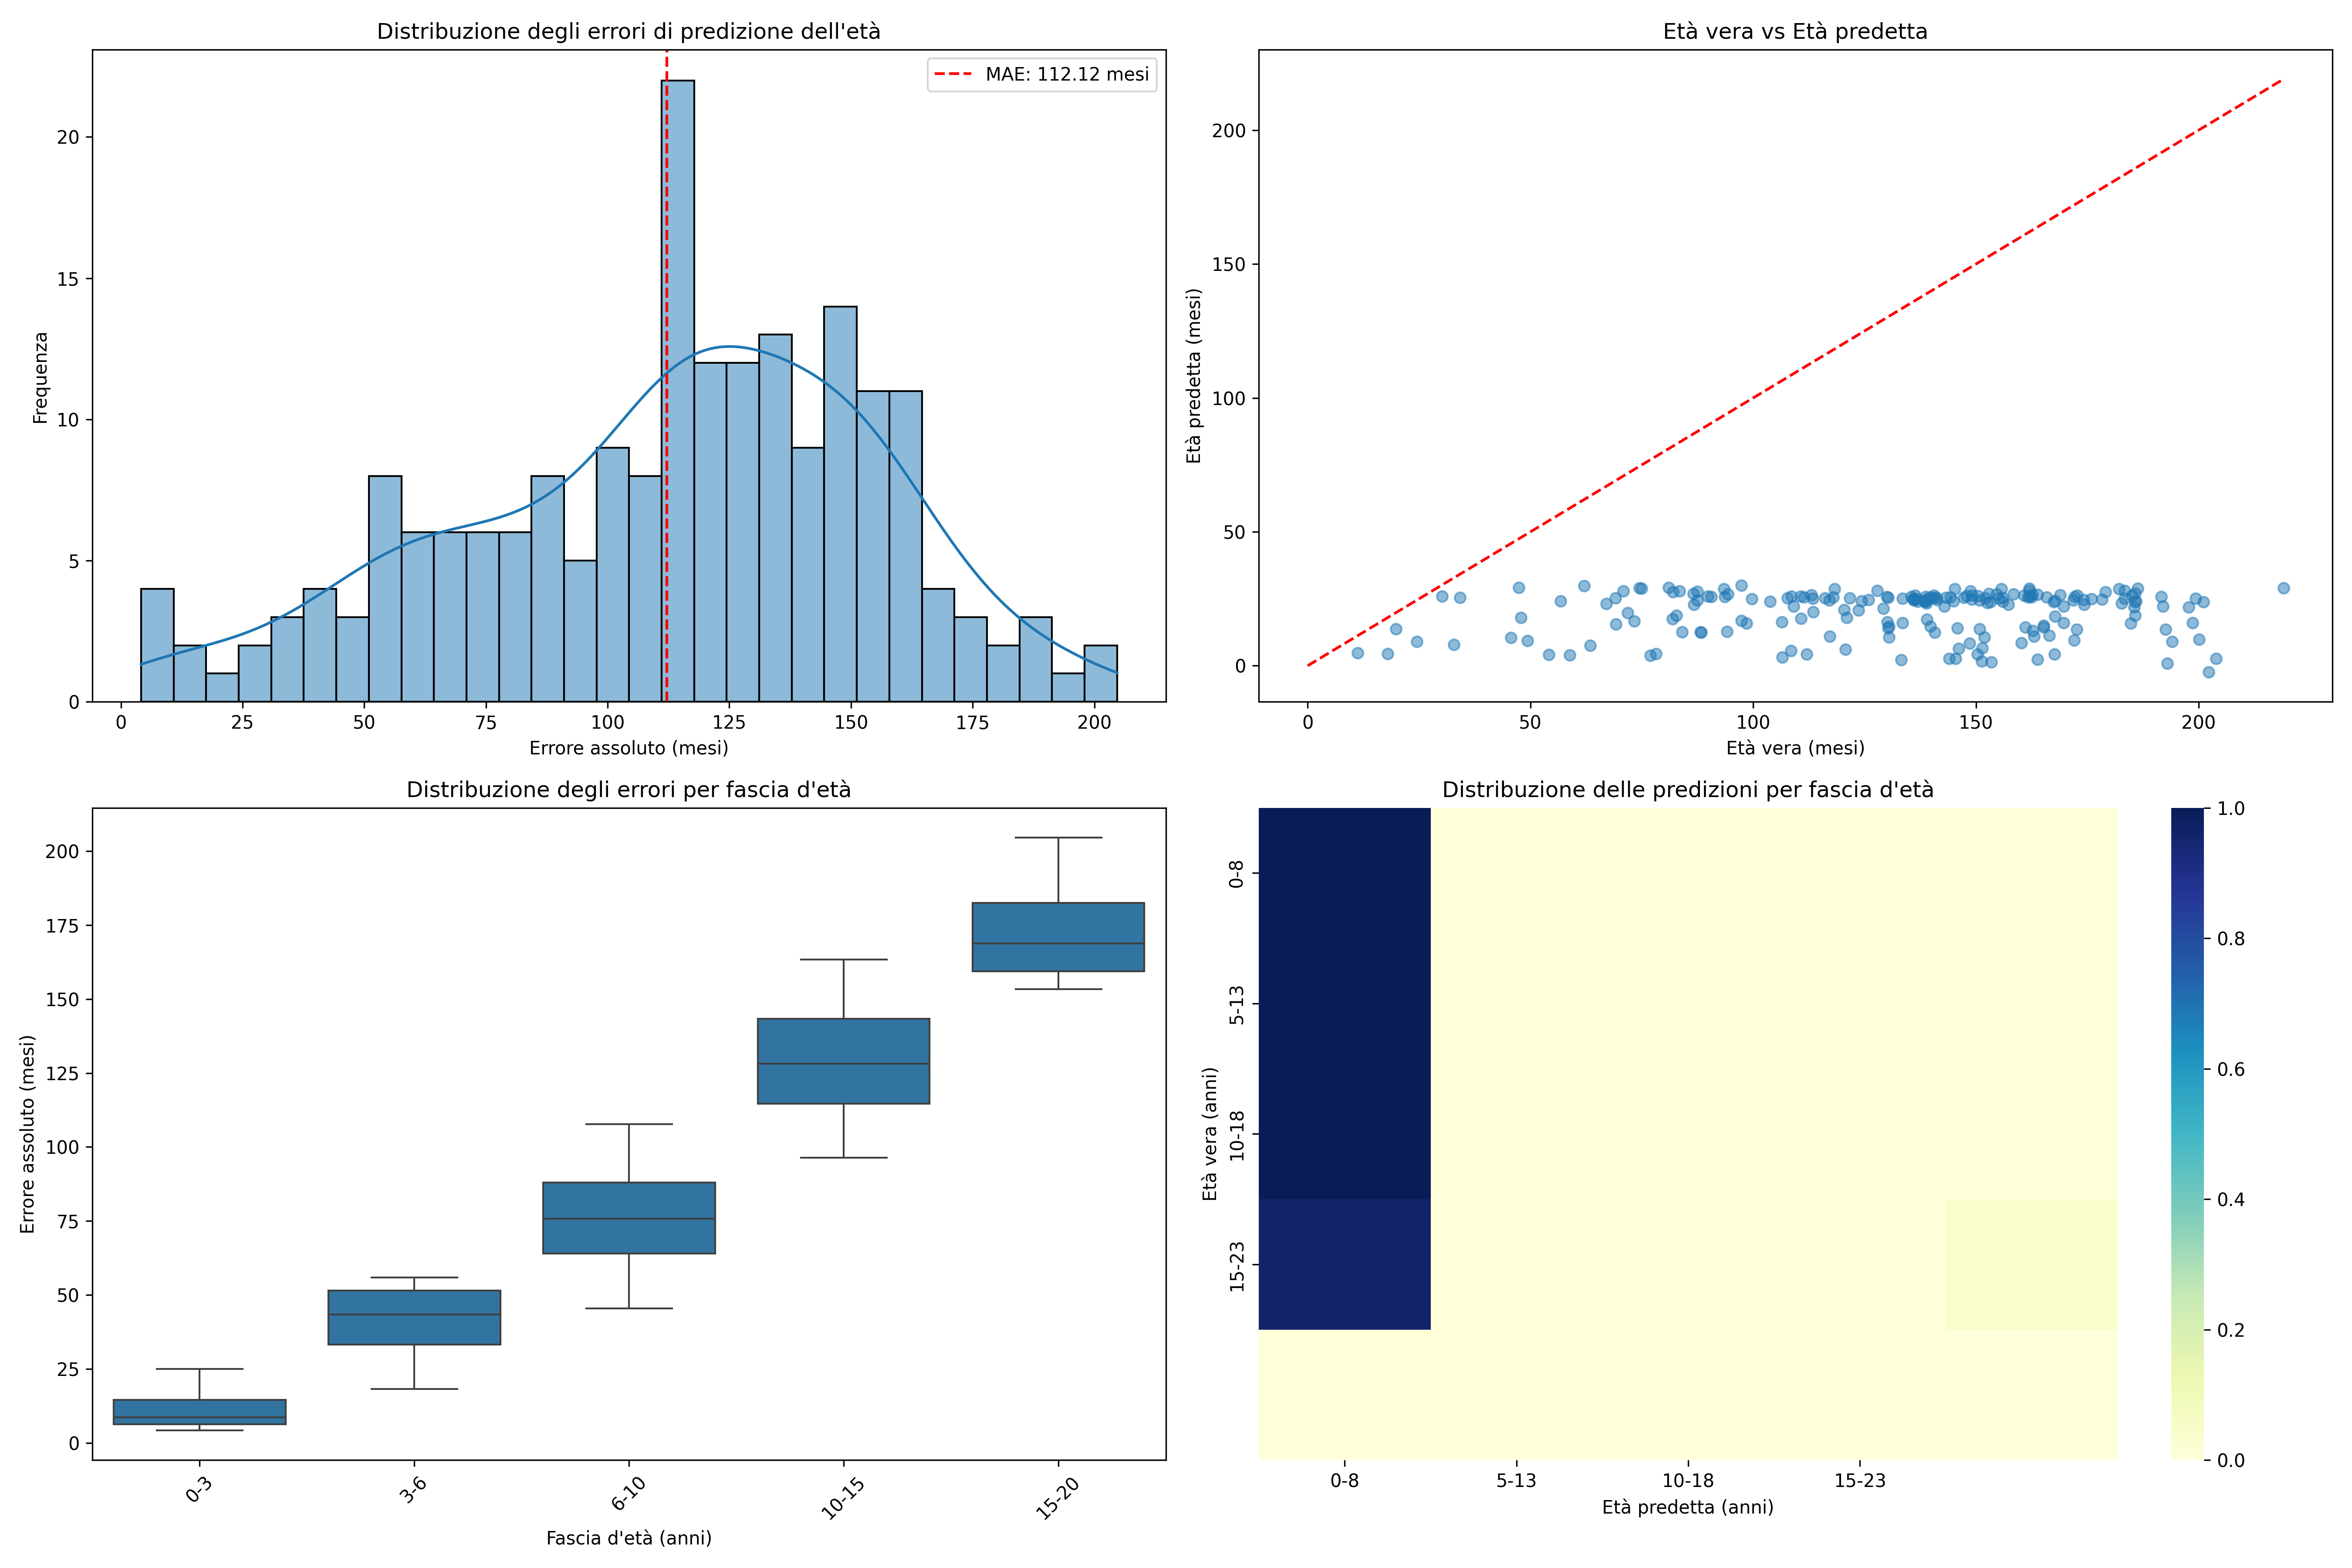 Distribuzione degli errori di predizione dell'età
MAE: 112.12 mesi
Frequenza
20
15
10
5
0
0 25 50 75 100 125 150 175 200
Errore assoluto (mesi)
Età vera vs Età predetta
Età predetta (mesi)
200
150
100
50
0
0 50 100 150 200
Età vera (mesi)
Distribuzione degli errori per fascia d'età
Errore assoluto (mesi)
200
175
150
125
100
75
50
25
0
0-3 3-6 6-10 10-15 15-20
Fascia d'età (anni)
Distribuzione delle predizioni per fascia d'età
Età vera (anni)
0-8
5-13
10-18
15-23
0-8 5-13 10-18 15-23
Età predetta (anni)
1.0
0.8
0.6
0.4
0.2
0.0